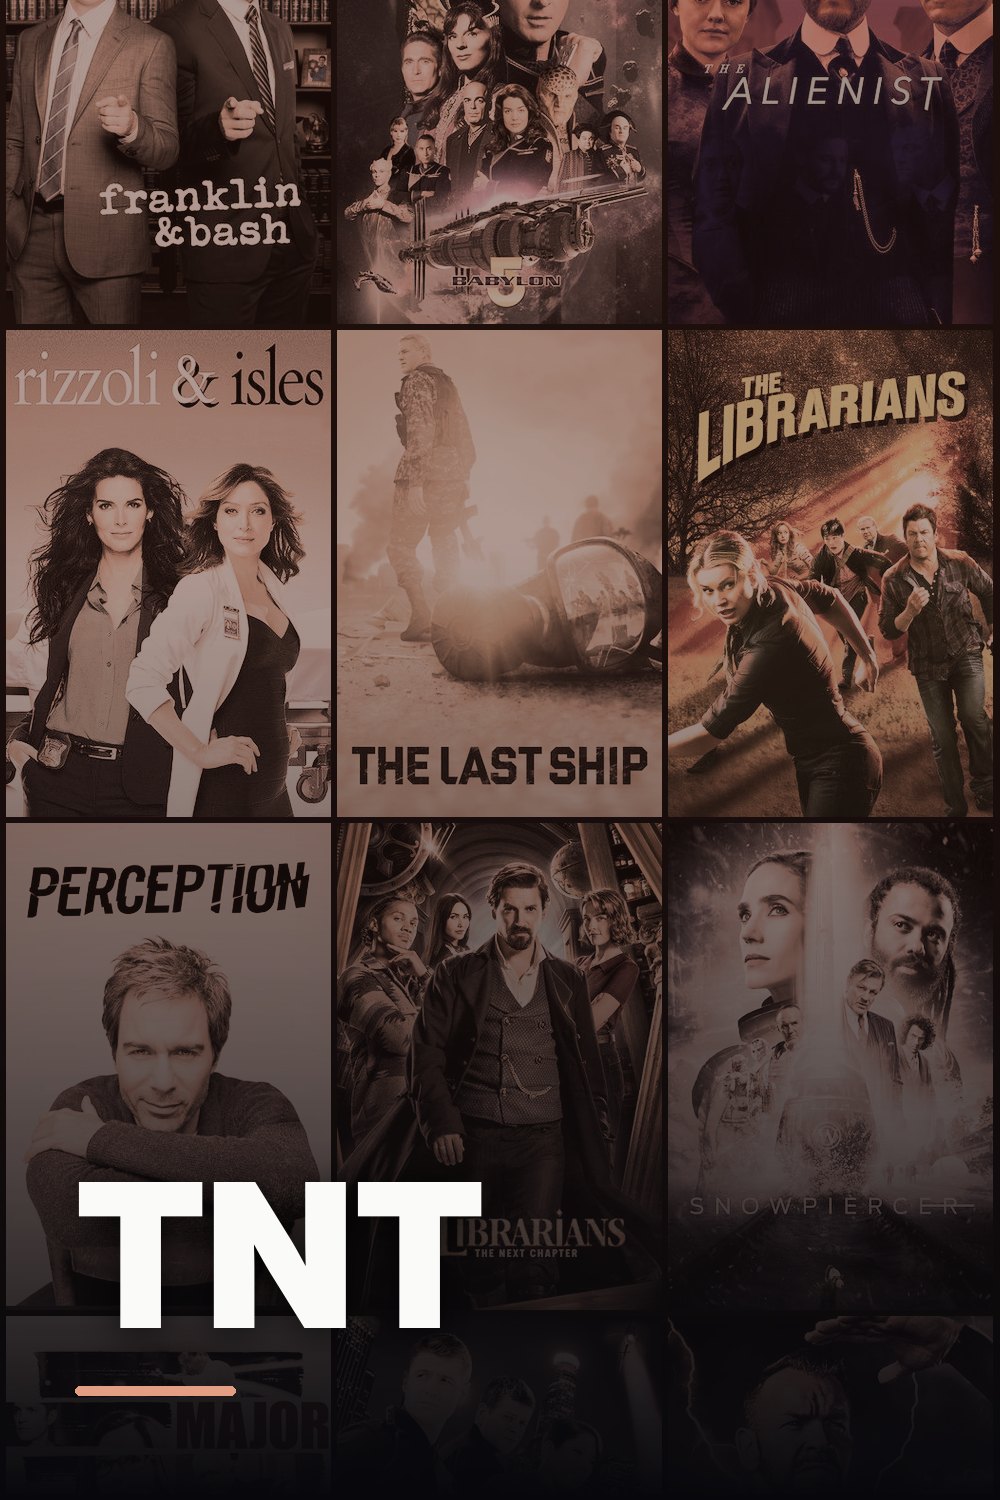 franklin
&bash
BABYLON
5
THE
ALIENIST
rizzoli & isles
THE LAST SHIP
THE
LIBRARIANS
PERCEPTION
LIBRARIANS
THE NEXT CHAPTER
SNOWPIERCER
TNT
MAJOR